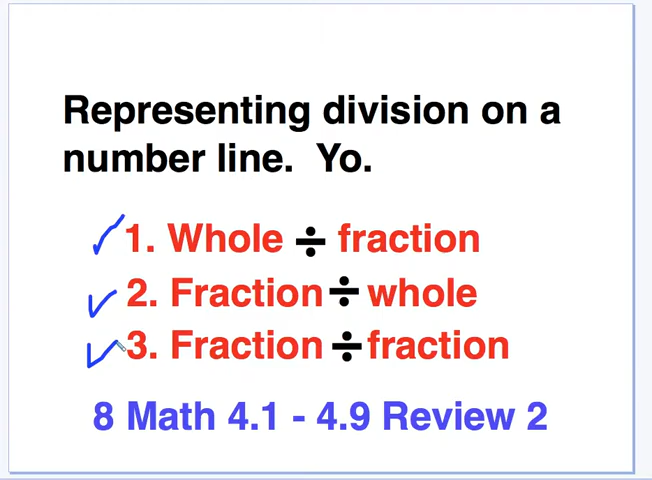 Representing division on a
number line. Yo.
1. Whole ÷ fraction
2. Fraction ÷ whole
3. Fraction ÷ fraction
8 Math 4.1 - 4.9 Review 2